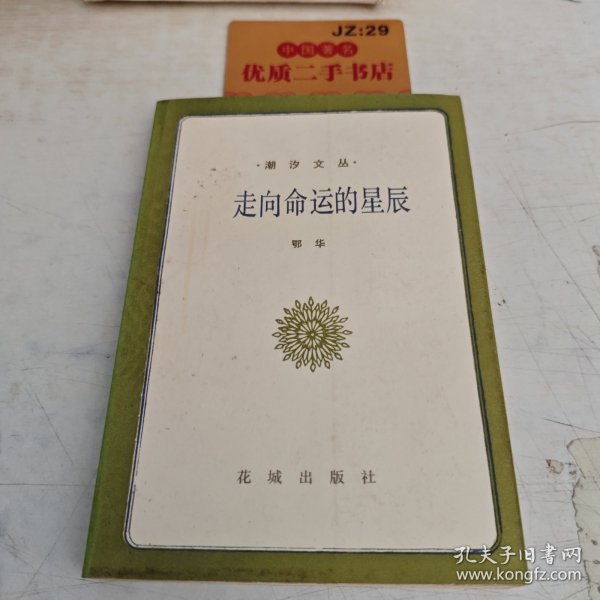 JZ:29
中国著名
优质二手书店
·潮汐文丛·
走向命运的星辰
鄂华
花城出版社
孔夫子旧书网
www.kongfz.com